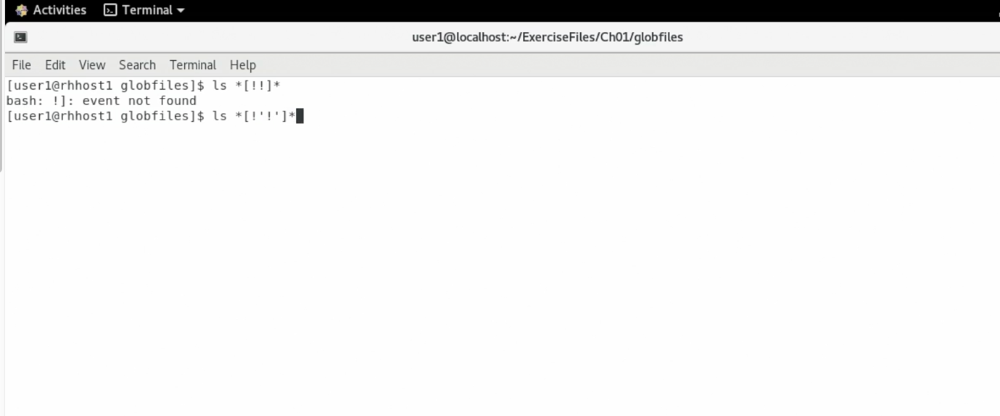 Activities Terminal
user1@localhost:~/ExerciseFiles/Ch01/globfiles
File Edit View Search Terminal Help
[user1@rhhost1 globfiles]$ ls *[!!]*
bash: !]: event not found
[user1@rhhost1 globfiles]$ ls *[!'!']*